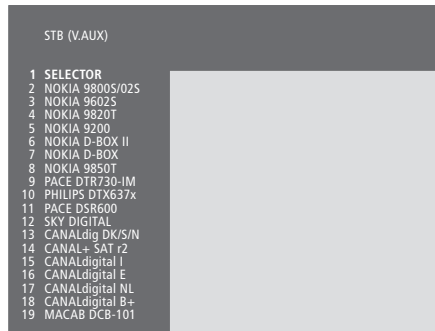 STB (V.AUX)
1 SELECTOR
2 NOKIA 9800S/02S
3 NOKIA 9602S
4 NOKIA 9820T
5 NOKIA 9200
6 NOKIA D-BOX II
7 NOKIA D-BOX
8 NOKIA 9850T
9 PACE DTR730-IM
10 PHILIPS DTX637x
11 PACE DSR600
12 SKY DIGITAL
13 CANALdig DK/S/N
14 CANAL+ SAT r2
15 CANALdigital I
16 CANALdigital E
17 CANALdigital NL
18 CANALdigital B+
19 MACAB DCB-101